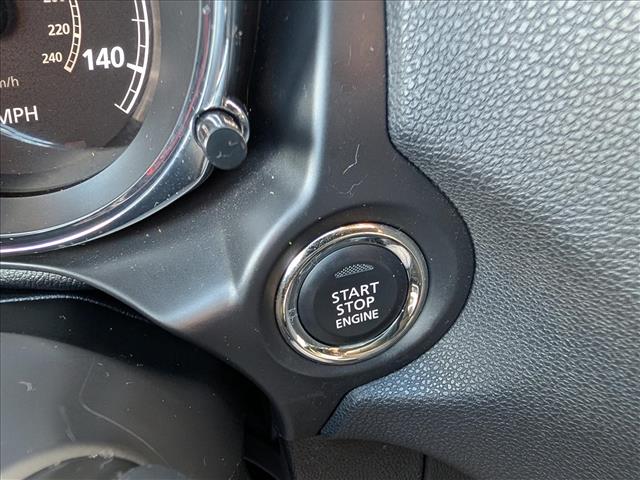 220
240
140
MPH
START
STOP
ENGINE